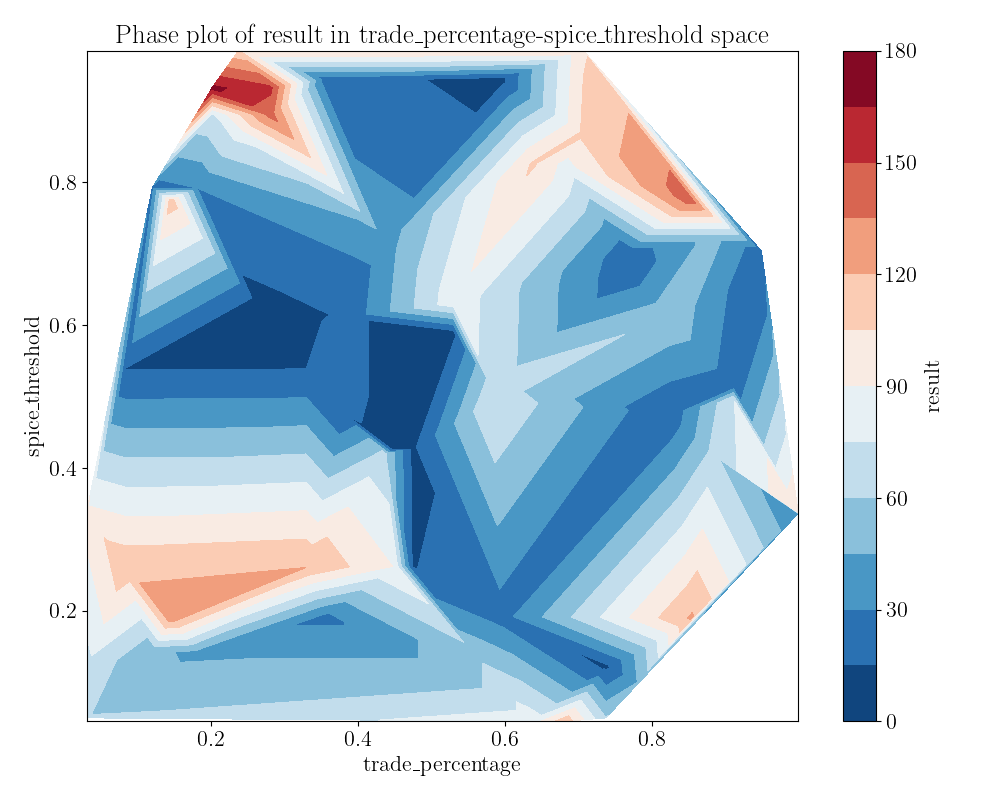 Phase plot of result in trade_percentage-spice_threshold space
180
150
120
90
60
30
0
result
0.8
0.6
0.4
0.2
spice_threshold
0.2 0.4 0.6 0.8
trade_percentage